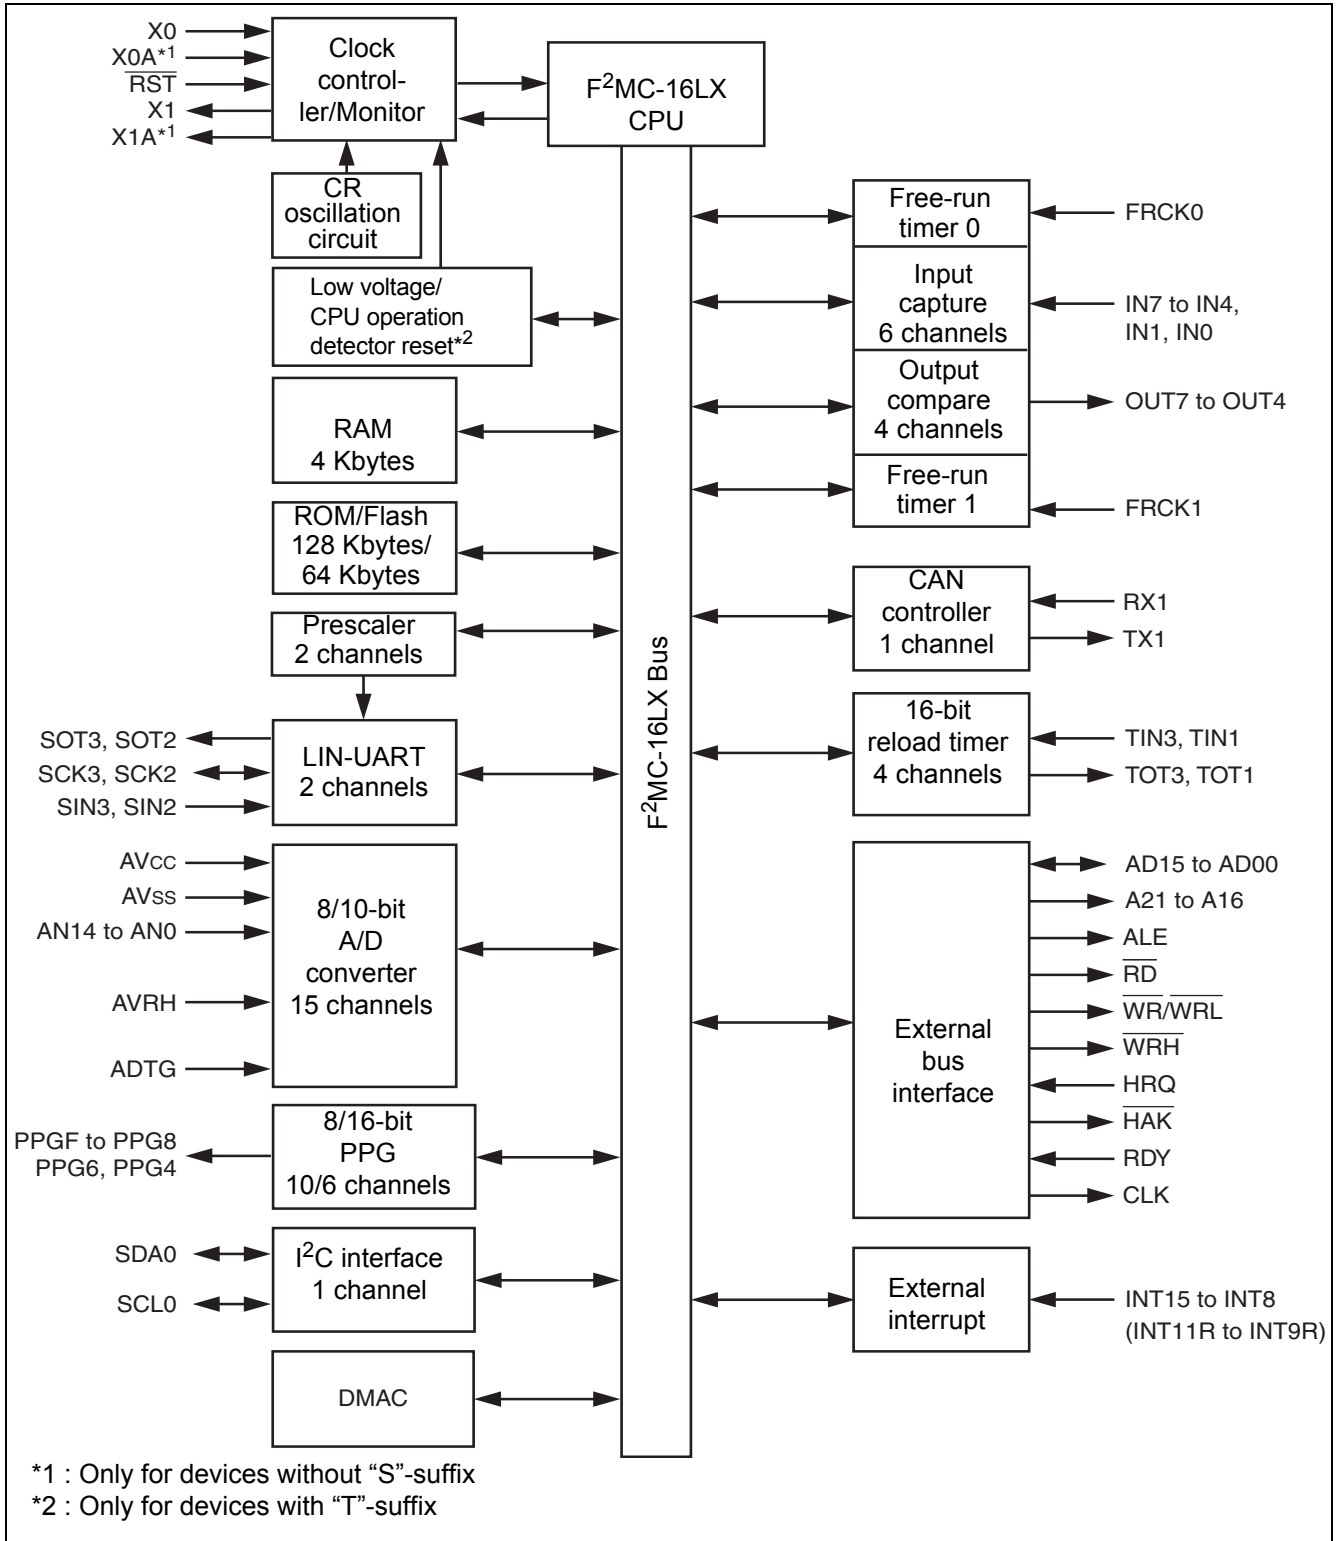 X0
X0A*1
RST
X1
X1A*1
Clock
control-
ler/Monitor
F2MC-16LX
CPU
CR
oscillation
circuit
Low voltage/
CPU operation
detector reset*2
RAM
4 Kbytes
ROM/Flash
128 Kbytes/
64 Kbytes
Prescaler
2 channels
SOT3, SOT2
SCK3, SCK2
SIN3, SIN2
LIN-UART
2 channels
AVCC
AVSS
AN14 to AN0
AVRH
ADTG
8/10-bit
A/D
converter
15 channels
PPGF to PPG8
PPG6, PPG4
8/16-bit
PPG
10/6 channels
SDA0
SCL0
I2C interface
1 channel
DMAC
F2MC-16LX Bus
Free-run
timer 0
FRCK0
Input
capture
6 channels
IN7 to IN4,
IN1, IN0
Output
compare
4 channels
OUT7 to OUT4
Free-run
timer 1
FRCK1
CAN
controller
1 channel
RX1
TX1
16-bit
reload timer
4 channels
TIN3, TIN1
TOT3, TOT1
External
bus
interface
AD15 to AD00
A21 to A16
ALE
RD
WR/WRL
WRH
HRQ
HAK
RDY
CLK
External
interrupt
INT15 to INT8
(INT11R to INT9R)
*1 : Only for devices without “S”-suffix
*2 : Only for devices with “T”-suffix